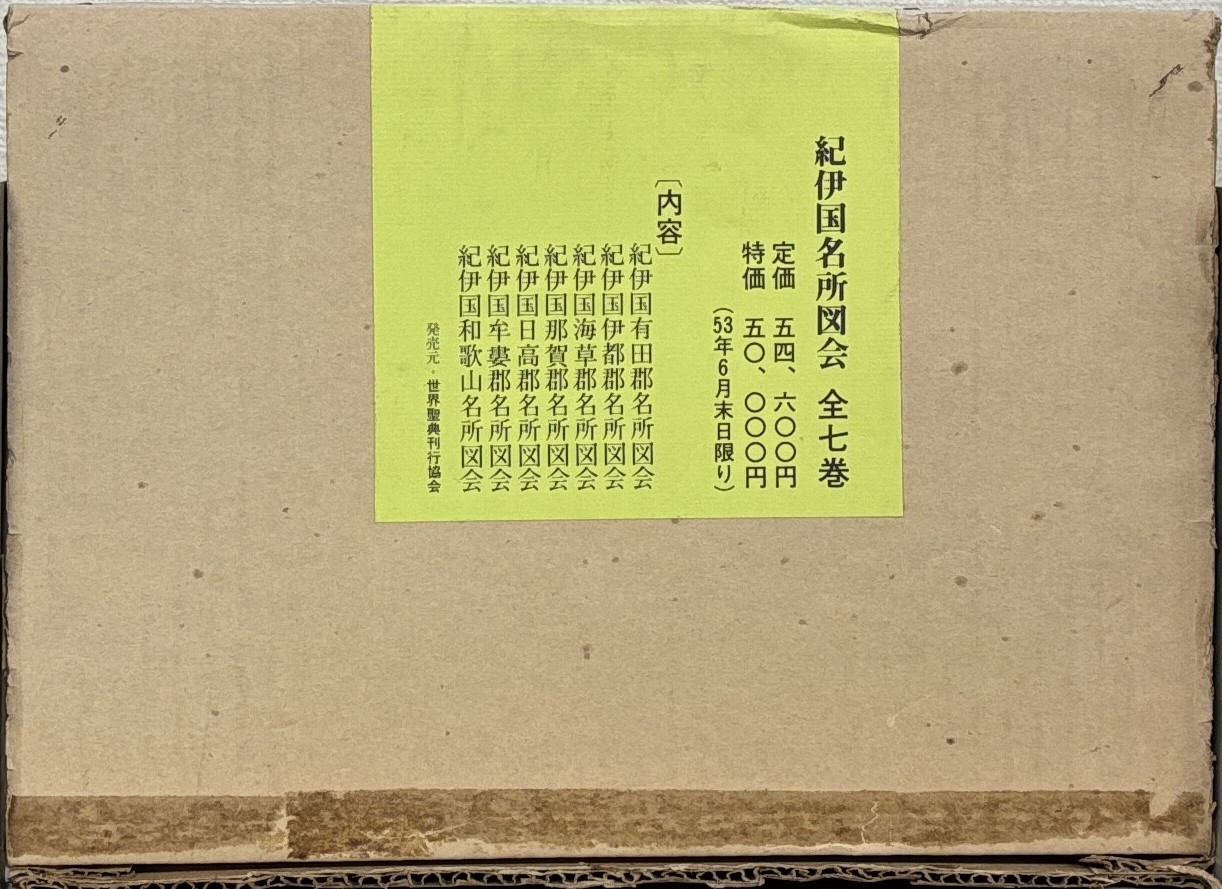 紀伊国名所図会 全七巻
定価 五四、六〇〇円
特価 五〇、〇〇〇円
(53年6月末日限り)
〔内容〕
紀伊国有田郡名所図会
紀伊国伊都郡名所図会
紀伊国海草郡名所図会
紀伊国那賀郡名所図会
紀伊国日高郡名所図会
紀伊国牟婁郡名所図会
紀伊国和歌山名所図会
発売元・世界聖典刊行協会